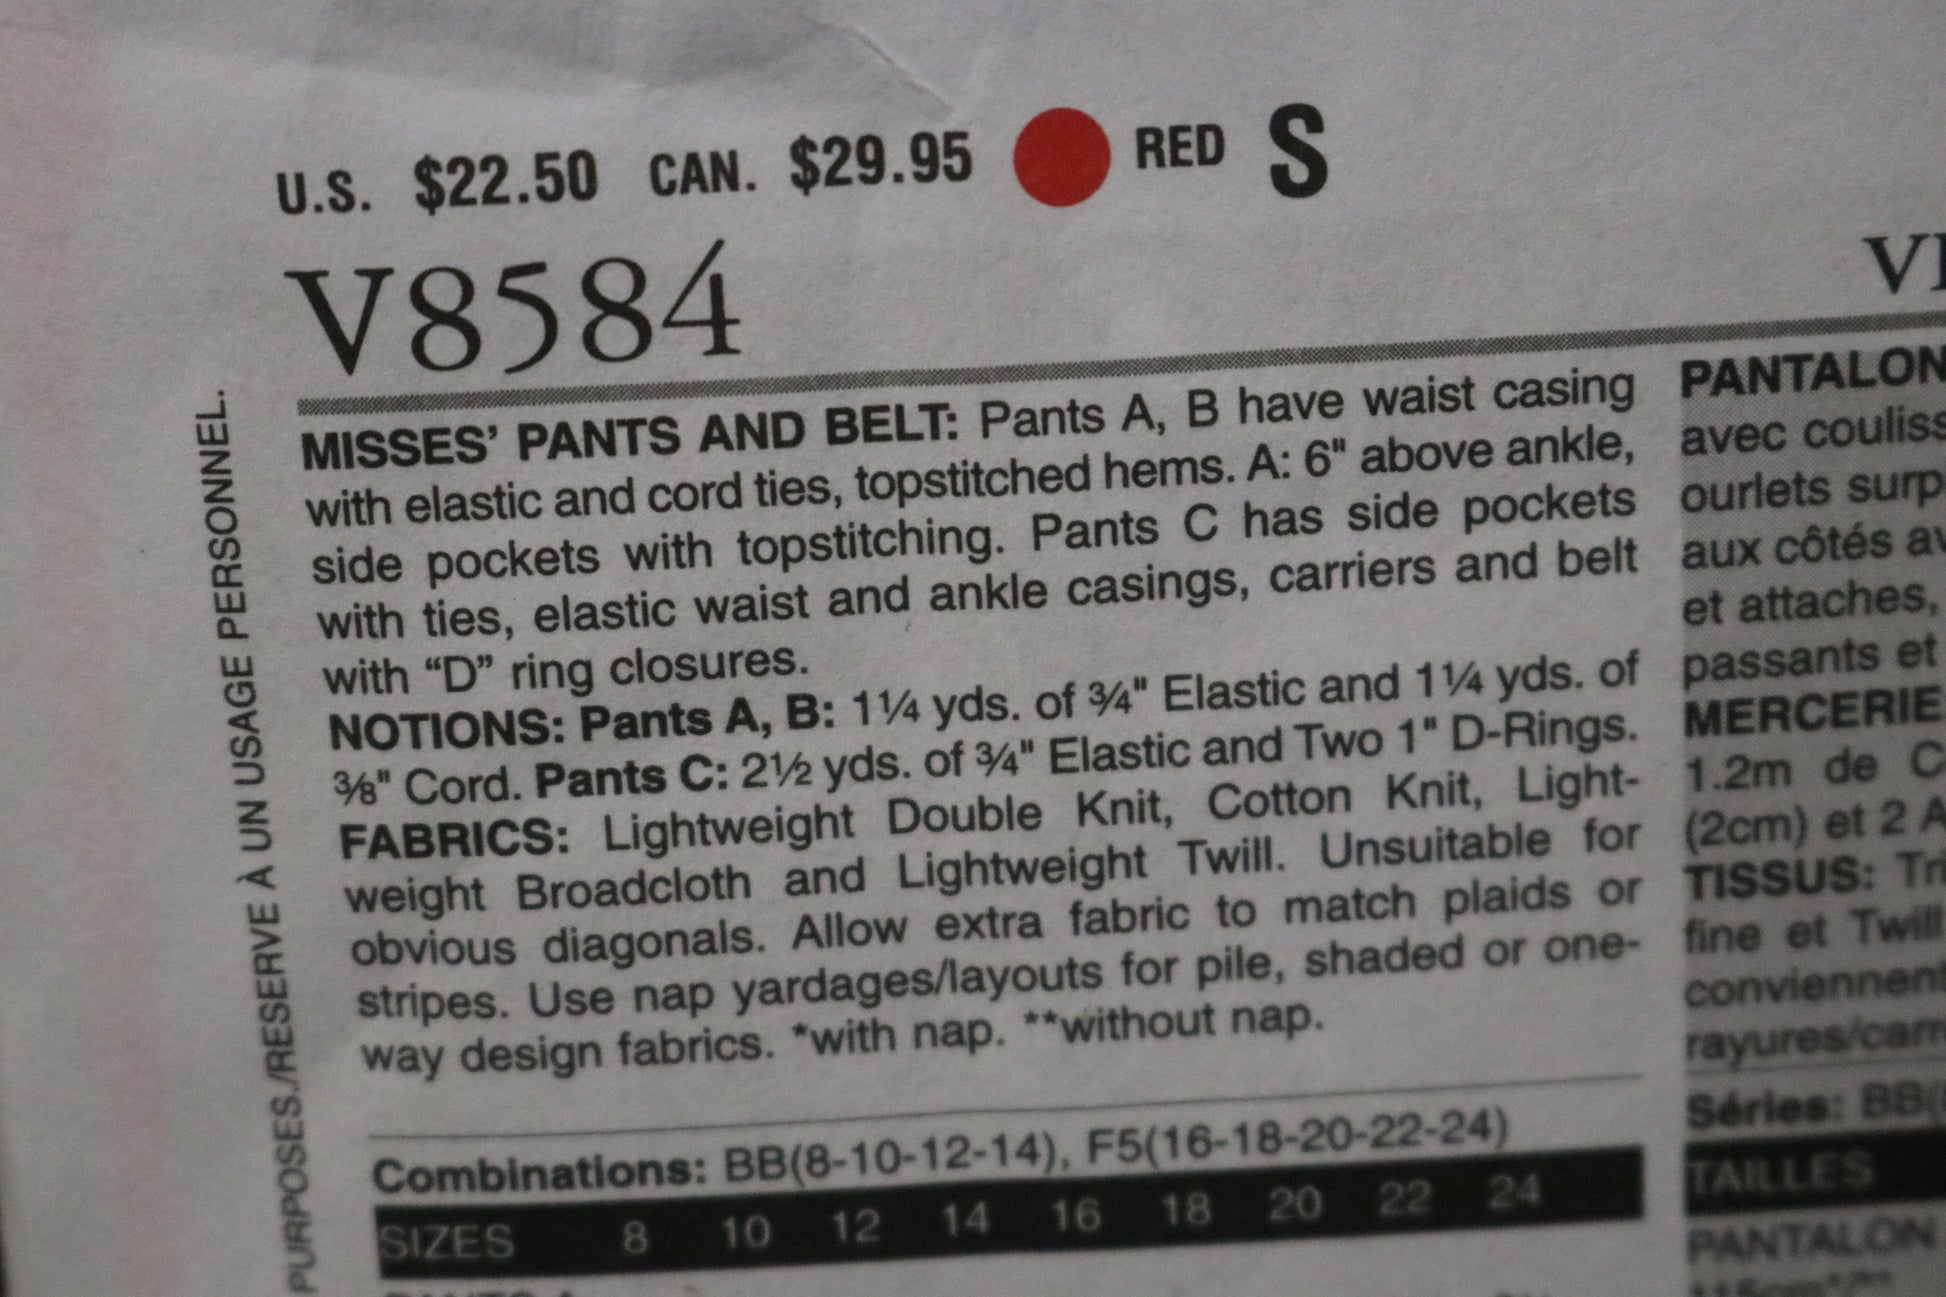 U.S. $22.50 CAN. $29.95 RED S
V8584
MISSES’ PANTS AND BELT: Pants A, B have waist casing
with elastic and cord ties, topstitched hems. A: 6" above ankle,
side pockets with topstitching. Pants C has side pockets
with ties, elastic waist and ankle casings, carriers and belt
with “D” ring closures.
NOTIONS: Pants A, B: 1¼ yds. of ¾" Elastic and 1¼ yds. of
⅜" Cord. Pants C: 2½ yds. of ¾" Elastic and Two 1" D-Rings.
FABRICS: Lightweight Double Knit, Cotton Knit, Light-
weight Broadcloth and Lightweight Twill. Unsuitable for
obvious diagonals. Allow extra fabric to match plaids or
stripes. Use nap yardages/layouts for pile, shaded or one-
way design fabrics. *with nap. **without nap.
Combinations: BB(8-10-12-14), F5(16-18-20-22-24)
SIZES 8 10 12 14 16 18 20 22 24
PURPOSES./RESERVE À UN USAGE PERSONNEL.
PANTALON
avec couliss
ourlets surp
aux côtés av
et attaches,
passants et
MERCERIE
1.2m de C
(2cm) et 2 A
TISSUS: Tri
fine et Twill
conviennent
rayures/carr
Séries: BB(
TAILLES
PANTALON